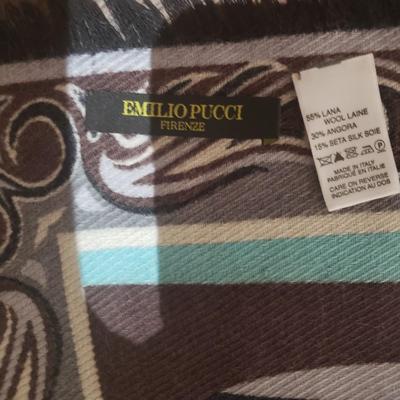 EMILIO PUCCI
FIRENZE
55% LANA
WOOL LAINE
30% ANGORA
15% SETA SILK SOIE
MADE IN ITALY
FABRIQUÉ EN ITALIE
CARE ON REVERSE
INDICATION AU DOS